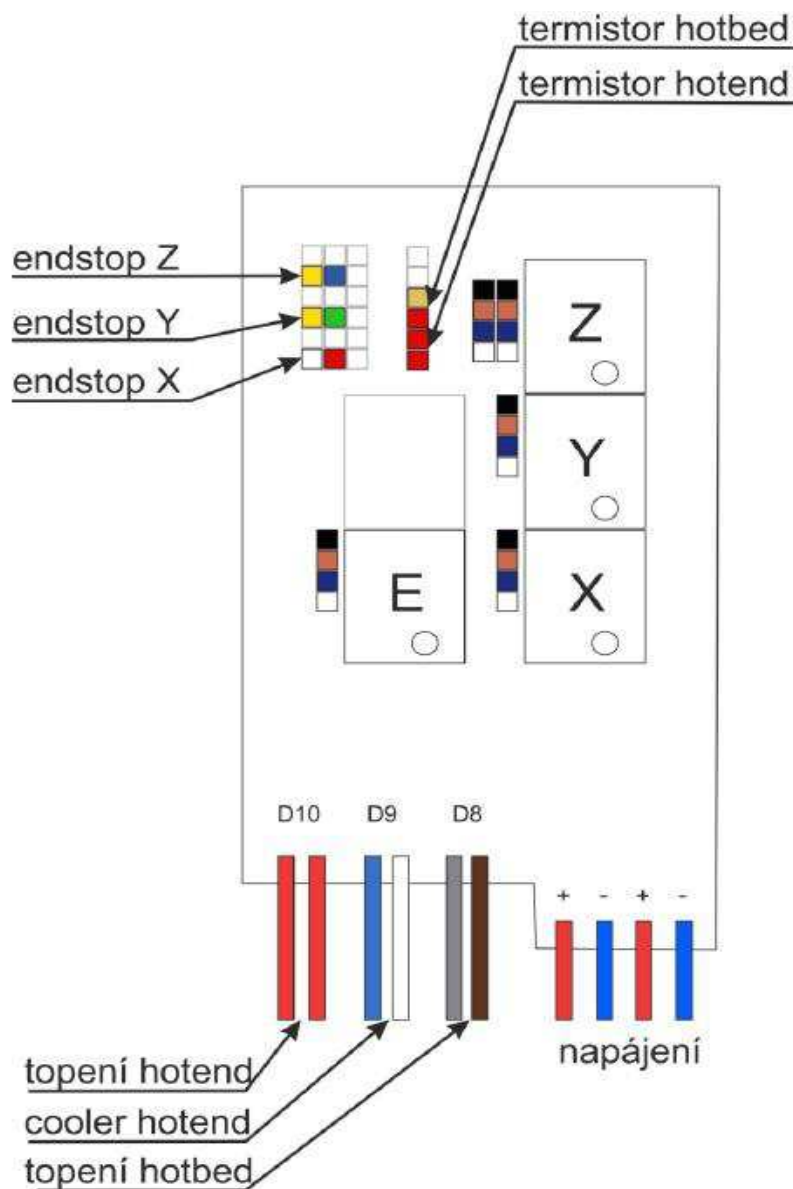 termistor hotbed
termistor hotend
endstop Z
endstop Y
endstop X
Z
Y
E
X
D10
D9
D8
+ - + -
napájení
topení hotend
cooler hotend
topení hotbed